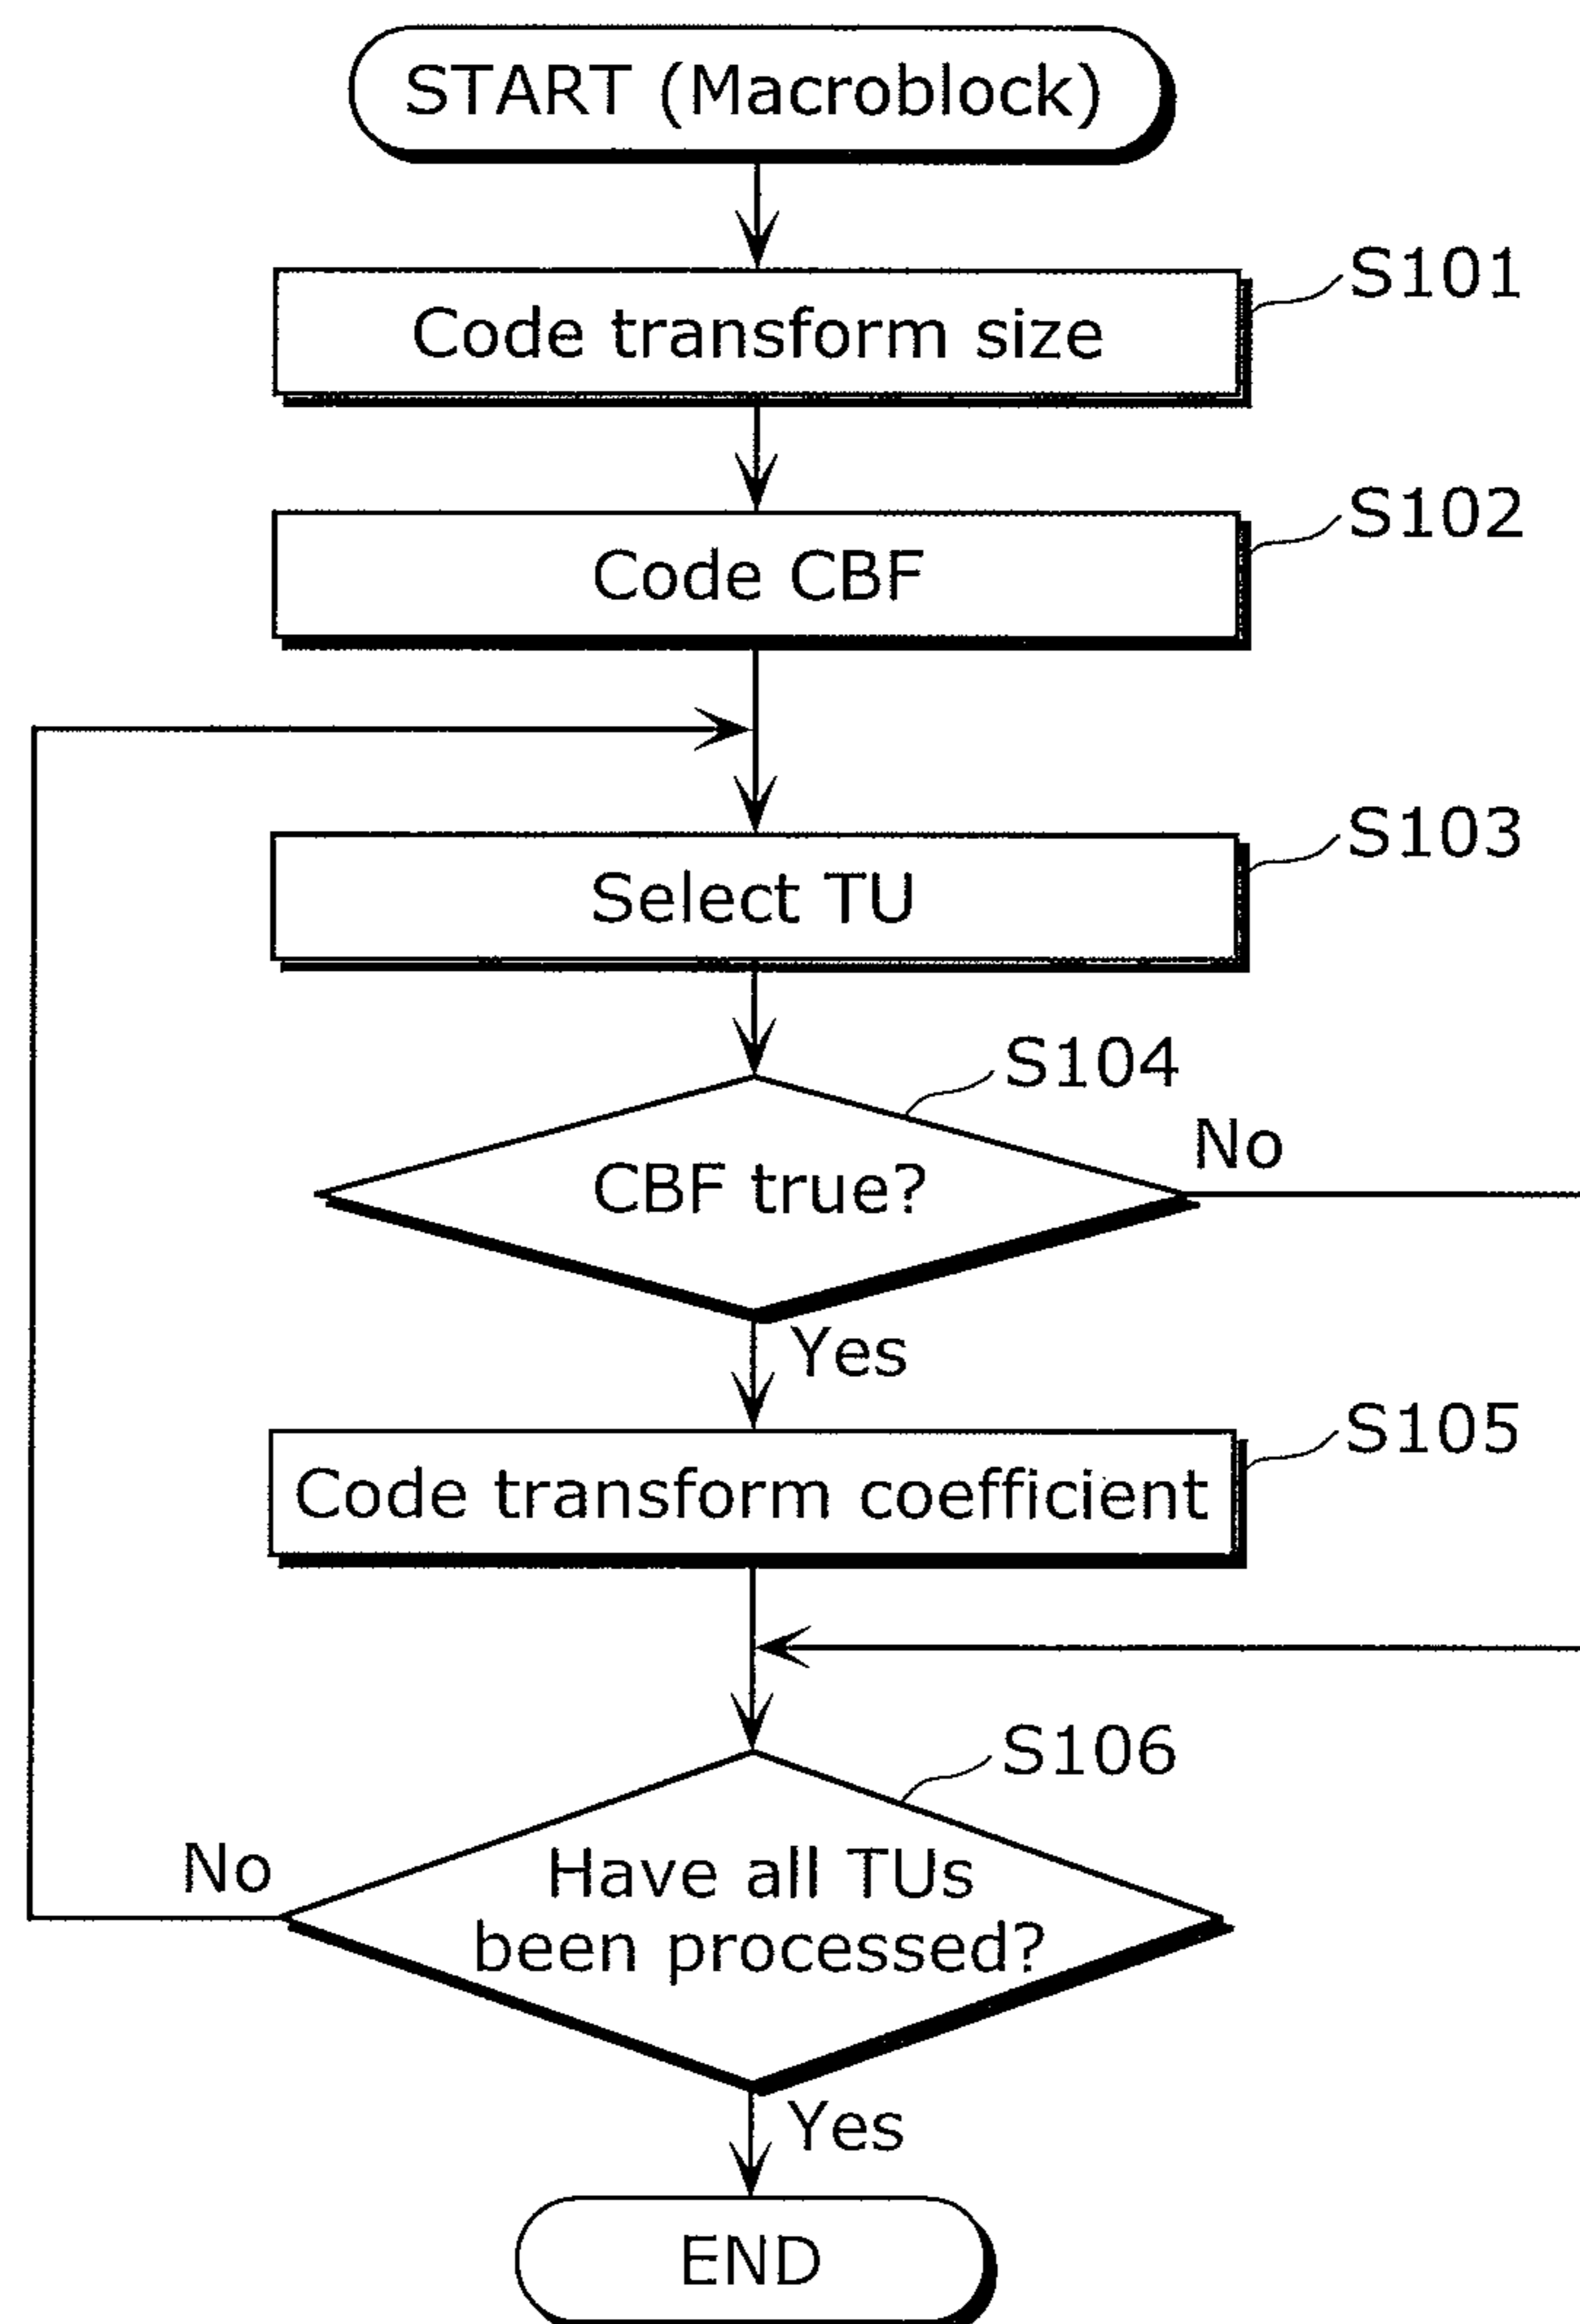 START (Macroblock)
S101
Code transform size
S102
Code CBF
S103
Select TU
S104
No
CBF true?
Yes
S105
Code transform coefficient
S106
No
Have all TUs
been processed?
Yes
END